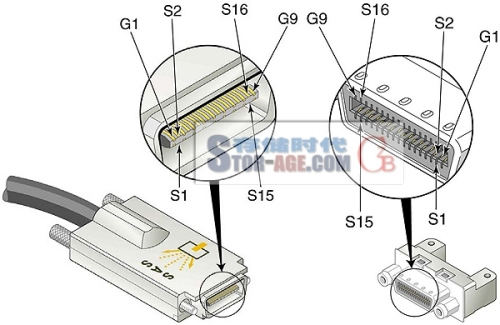 G1
S2
S16
G9
G9
S16
S2
G1
存储时代
STOR-AGE.COM
S1
S15
S15
S1
SAS